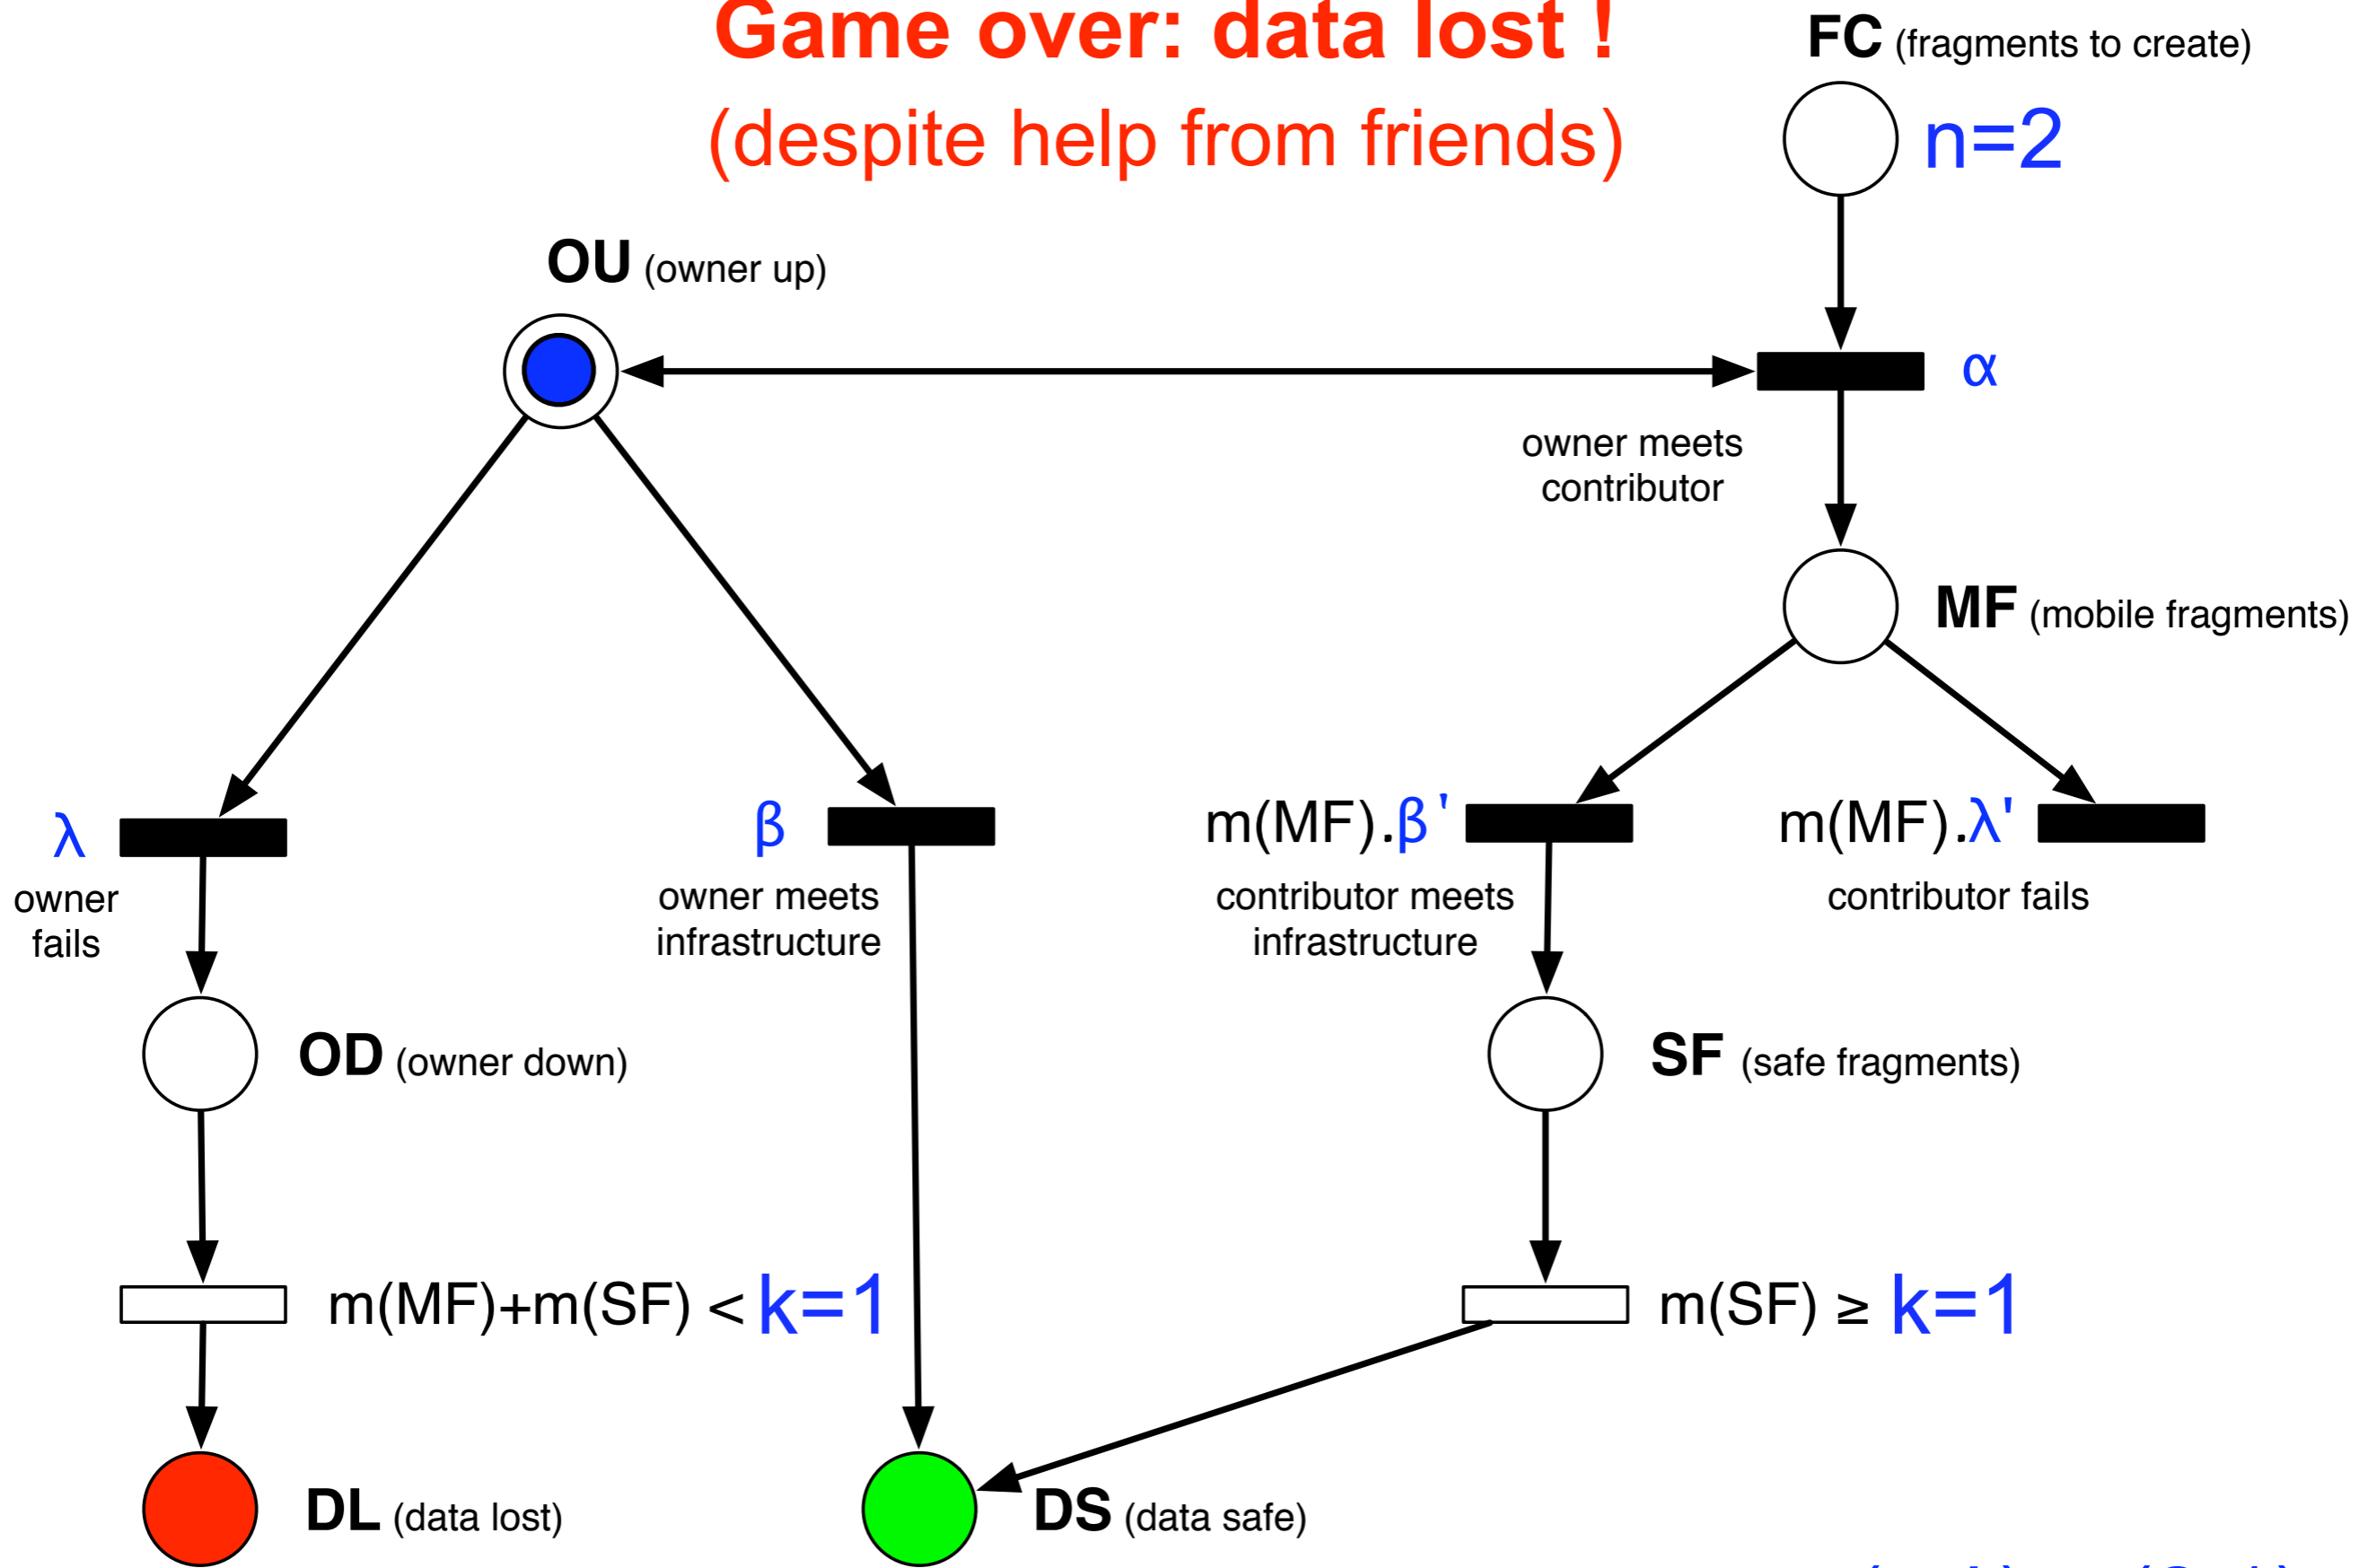 Game over: data lost !
(despite help from friends)
FC (fragments to create)
n=2
OU (owner up)
α
owner meets
contributor
MF (mobile fragments)
λ
owner
fails
β
owner meets
infrastructure
m(MF).β'
contributor meets
infrastructure
m(MF).λ'
contributor fails
OD (owner down)
SF (safe fragments)
m(MF)+m(SF) < k=1
m(SF) ≥ k=1
DL (data lost)
DS (data safe)